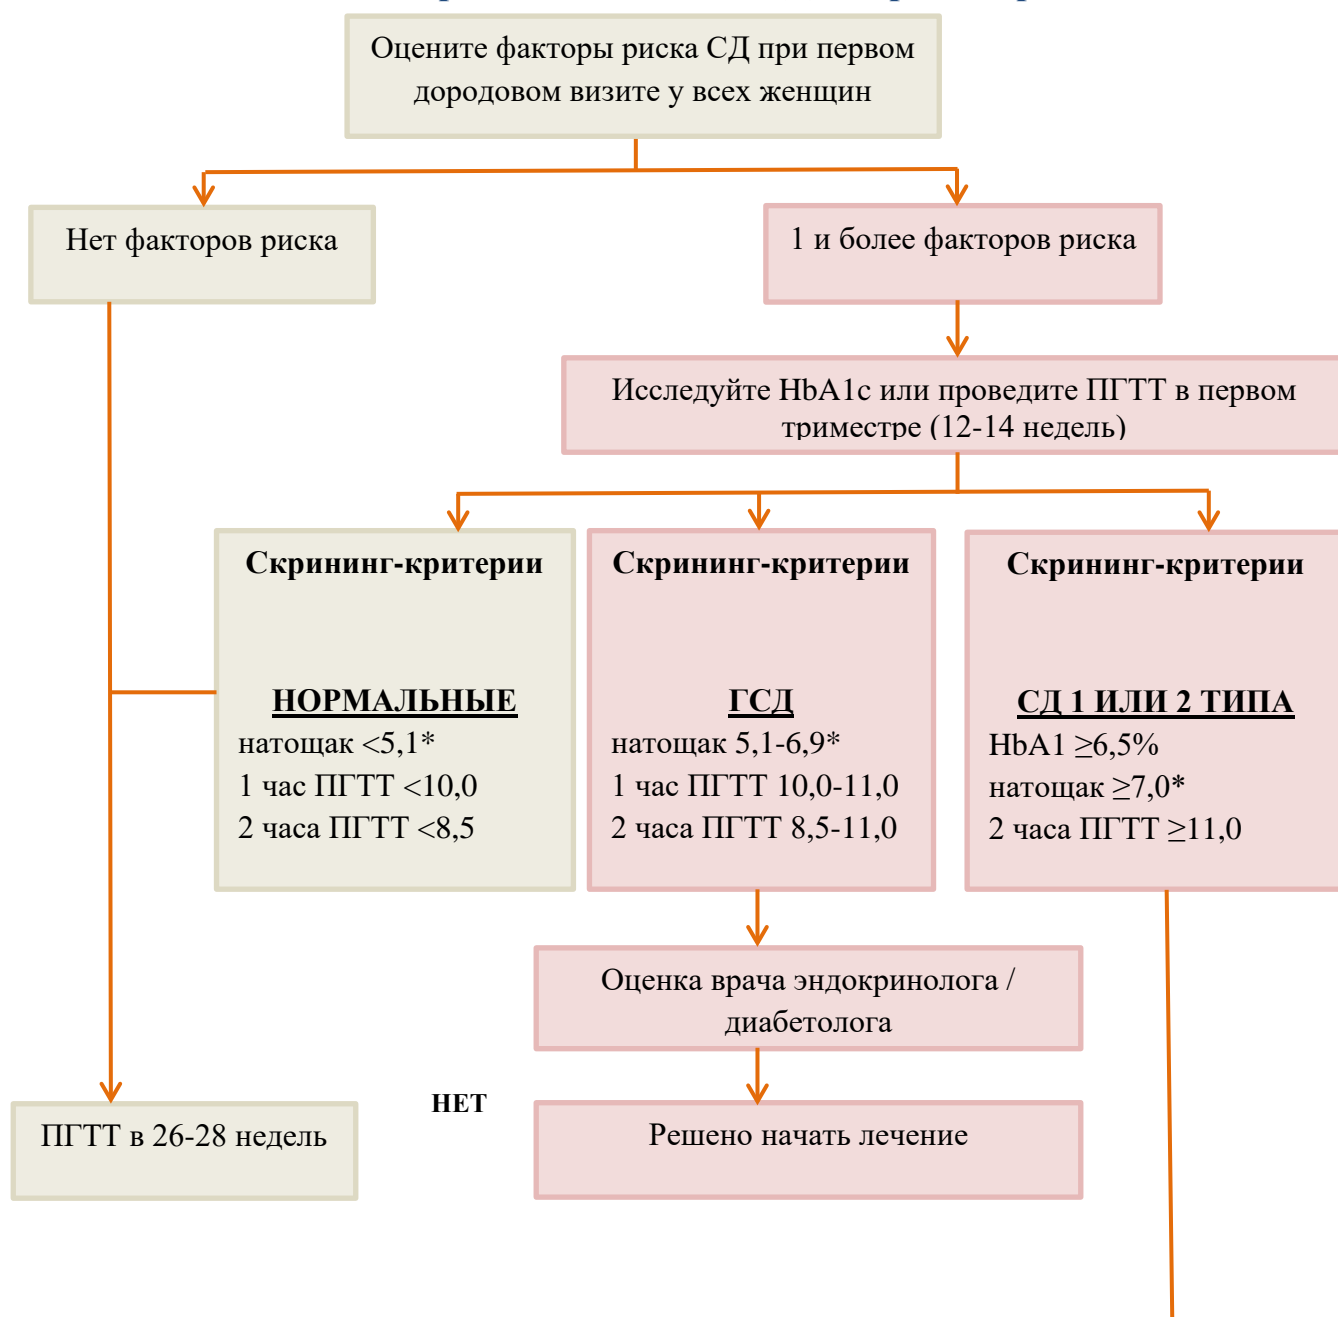 Оцените факторы риска СД при первом
дородовом визите у всех женщин
Нет факторов риска
1 и более факторов риска
Исследуйте HbA1c или проведите ПГТТ в первом
триместре (12-14 недель)
Скрининг-критерии
НОРМАЛЬНЫЕ
натощак <5,1*
1 час ПГТТ <10,0
2 часа ПГТТ <8,5
Скрининг-критерии
ГСД
натощак 5,1-6,9*
1 час ПГТТ 10,0-11,0
2 часа ПГТТ 8,5-11,0
Скрининг-критерии
СД 1 ИЛИ 2 ТИПА
HbA1 ≥6,5%
натощак ≥7,0*
2 часа ПГТТ ≥11,0
Оценка врача эндокринолога /
диабетолога
ПГТТ в 26-28 недель
НЕТ
Решено начать лечение